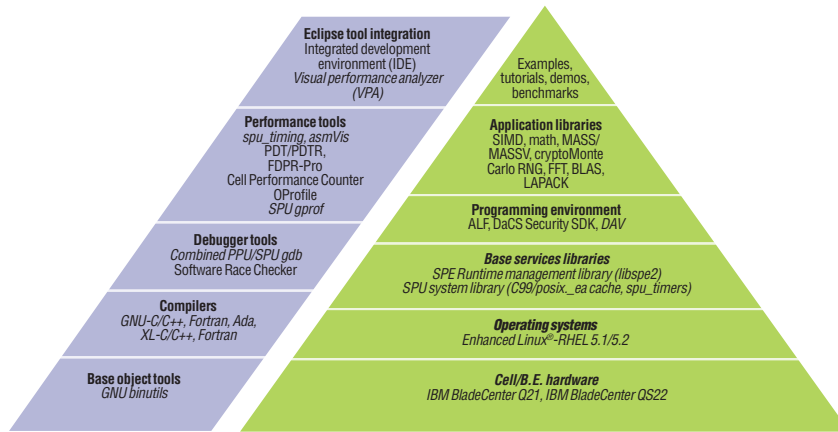 Eclipse tool integration
Integrated development
environment (IDE)
Visual performance analyzer
(VPA)
Performance tools
spu_timing, asmVis
PDT/PDTR,
FDPR-Pro
Cell Performance Counter
OProfile
SPU gprof
Debugger tools
Combined PPU/SPU gdb
Software Race Checker
Compilers
GNU-C/C++, Fortran, Ada,
XL-C/C++, Fortran
Base object tools
GNU binutils
Examples,
tutorials, demos,
benchmarks
Application libraries
SIMD, math, MASS/
MASSV, cryptoMonte
Carlo RNG, FFT, BLAS,
LAPACK
Programming environment
ALF, DaCS Security SDK, DAV
Base services libraries
SPE Runtime management library (libspe2)
SPU system library (C99/posix._ea cache, spu_timers)
Operating systems
Enhanced Linux®-RHEL 5.1/5.2
Cell/B.E. hardware
IBM BladeCenter Q21, IBM BladeCenter QS22